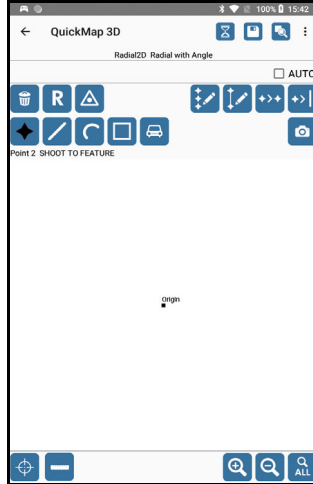 100% 15:42
QuickMap 3D
Radial2D Radial with Angle
AUTO
R
Point 2 SHOOT TO FEATURE
Origin
ALL